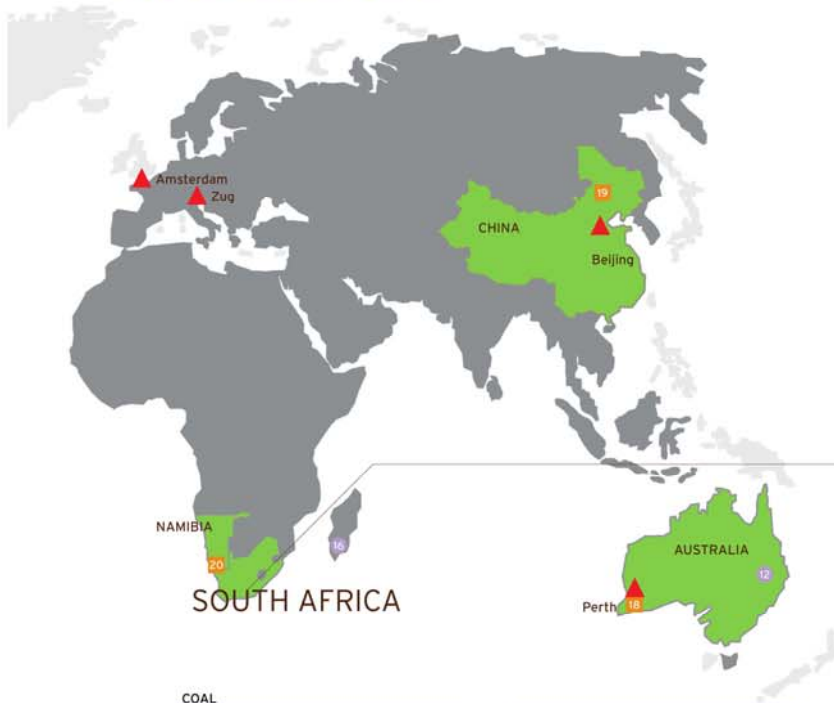 Amsterdam
Zug
19
CHINA
Beijing
NAMIBIA
16
20
AUSTRALIA
12
SOUTH AFRICA
Perth
18
COAL